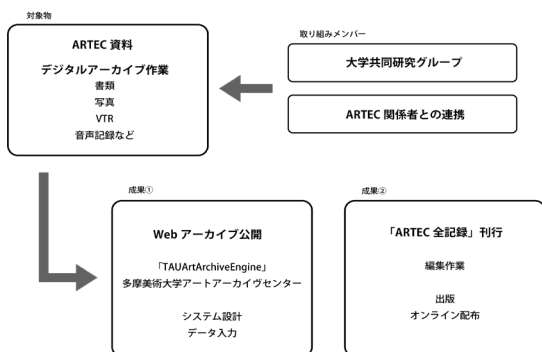 対象物
ARTEC 資料
デジタルアーカイブ作業
書類
写真
VTR
音声記録など
取り組みメンバー
大学共同研究グループ
ARTEC 関係者との連携
成果①
Web アーカイブ公開
「TAUArtArchiveEngine」
多摩美術大学アートアーカイヴセンター
システム設計
データ入力
成果②
「ARTEC 全記録」刊行
編集作業
出版
オンライン配布